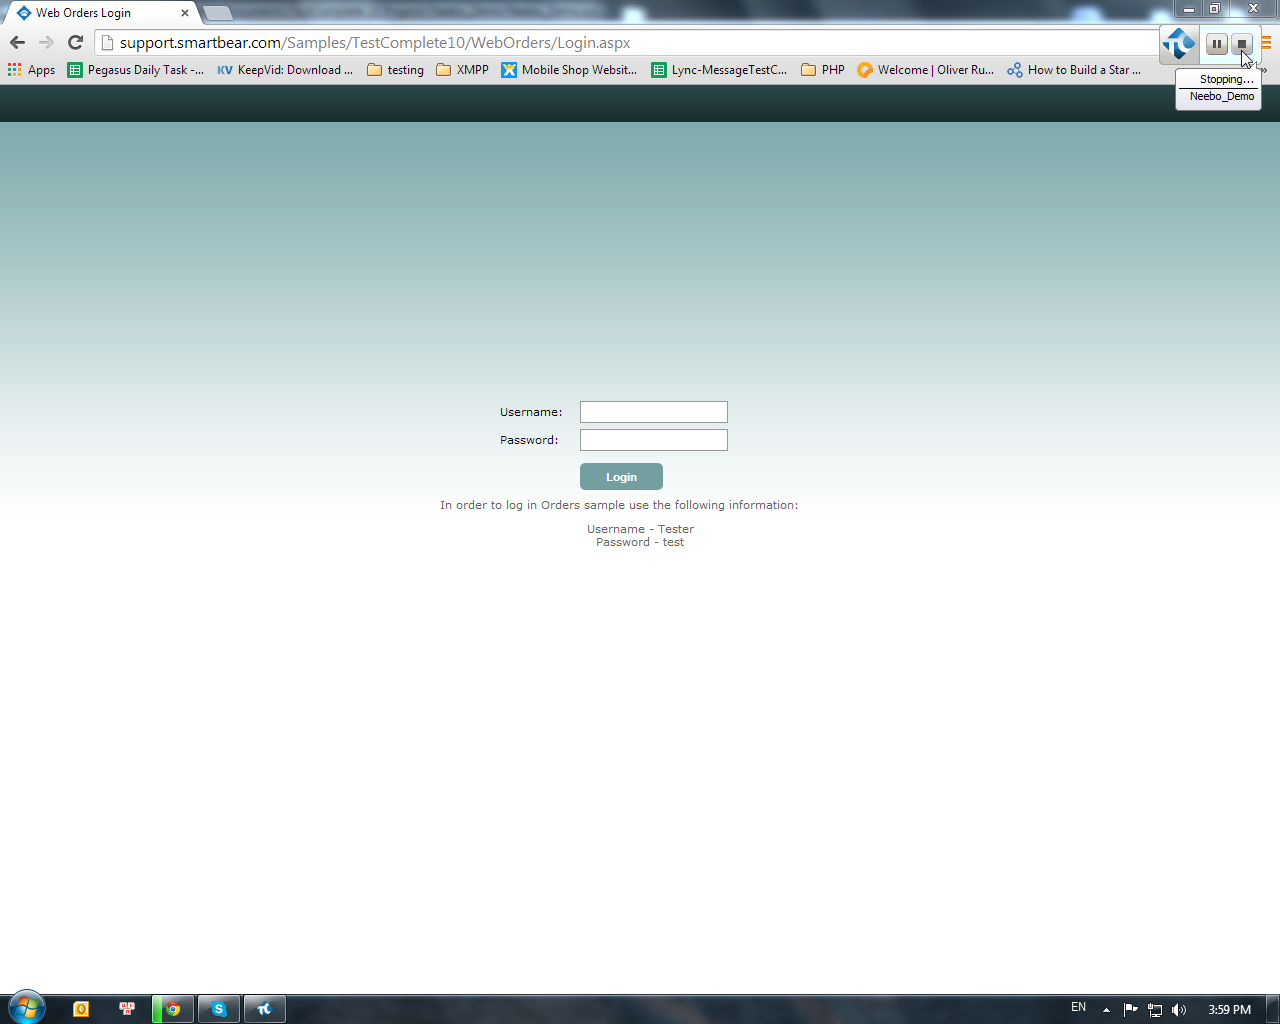 Web Orders Login
support.smartbear.com/Samples/TestComplete10/WebOrders/Login.aspx
Apps Pegasus Daily Task -... KV KeepVid: Download ... testing XMPP Mobile Shop Websit... Lync-MessageTestC... PHP Welcome | Oliver Ru... How to Build a Star ... »
Stopping...
Neebo_Demo
Username:
Password:
Login
In order to log in Orders sample use the following information:
Username - Tester
Password - test
EN 3:59 PM